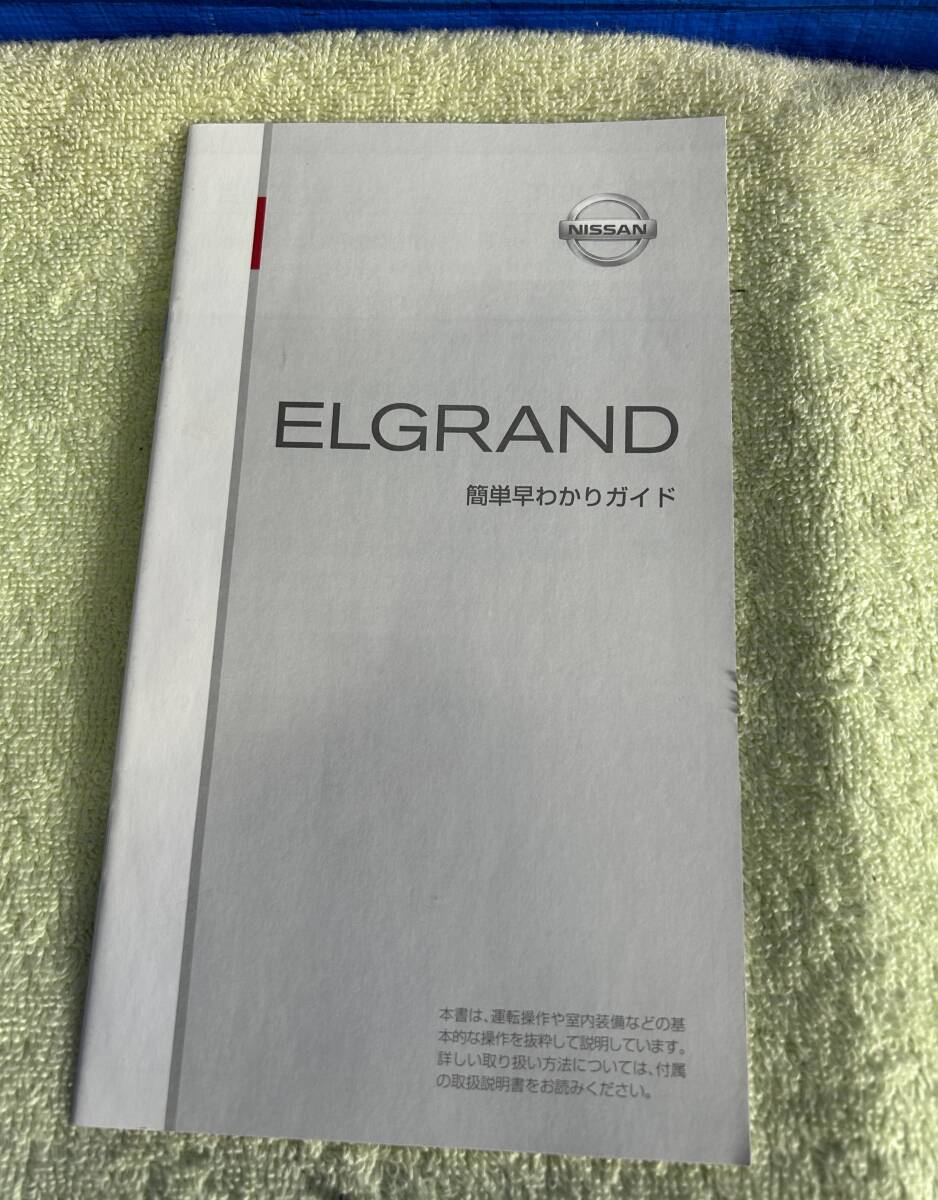 NISSAN
ELGRAND
簡単早わかりガイド
本書は、運転操作や室内装備などの基
本的な操作を抜粋して説明しています。
詳しい取り扱い方法については、付属
の取扱説明書をお読みください。